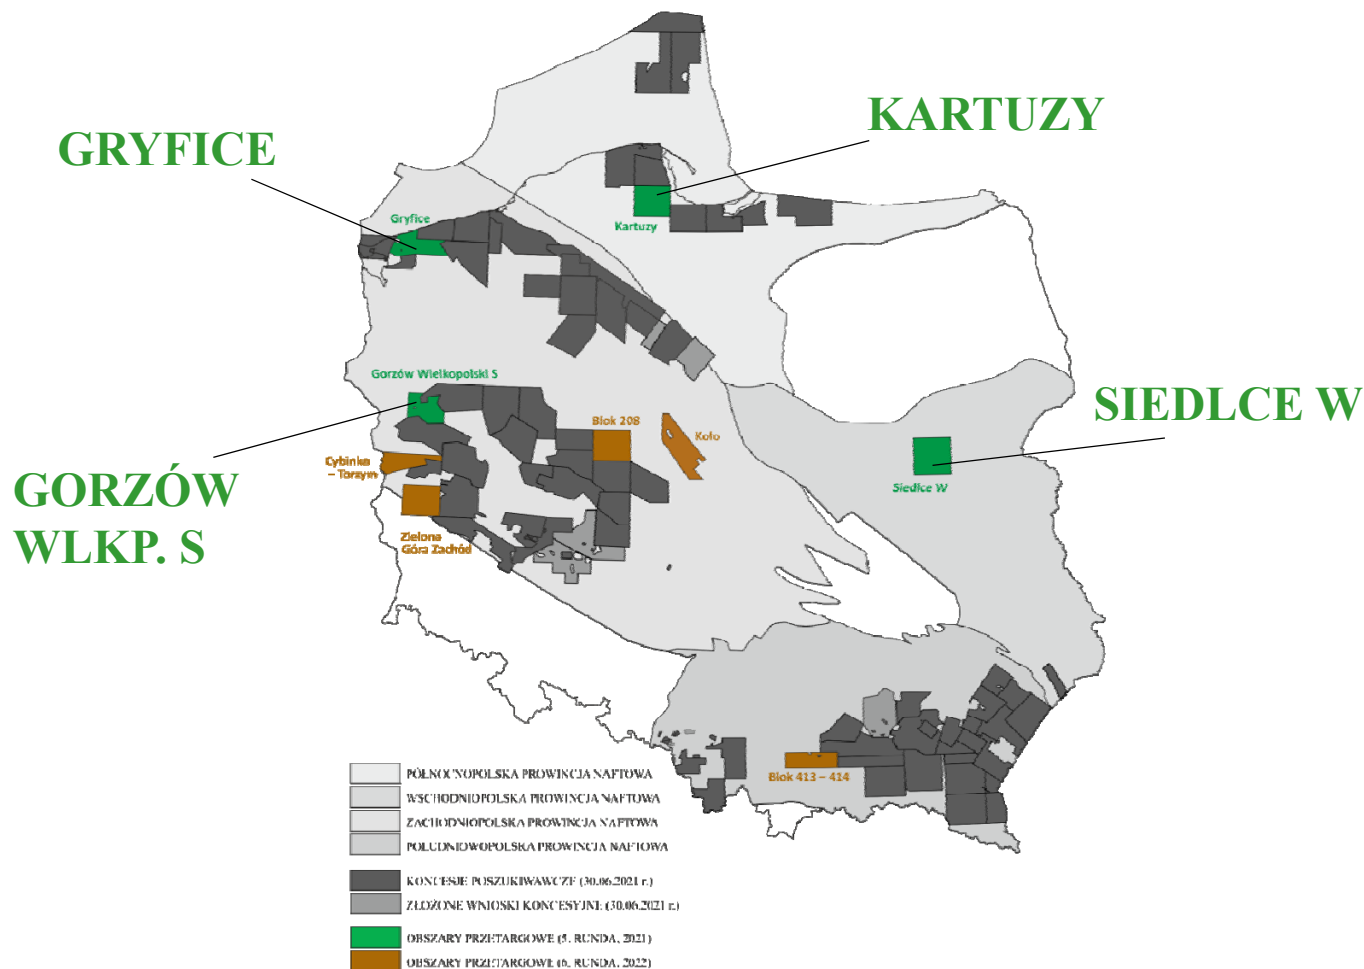 KARTUZY
GRYFICE
Gryfice
Kartuzy
Gorzów Wielkopolski S
SIEDLCE W
Blok 208
Koło
Cybinka
– Torzym
GORZÓW
WLKP. S
Siedlce W
Zielona
Góra Zachód
Blok 413 – 414
PÓŁNOCNOPOLSKA PROWINCJA NAFTOWA
WSCHODNIOPOLSKA PROWINCJA NAFTOWA
ZACHODNIOPOLSKA PROWINCJA NAFTOWA
POŁUDNIOWOPOLSKA PROWINCJA NAFTOWA
KONCESJE POSZUKIWAWCZE (30.06.2021 r.)
ZŁOŻONE WNIOSKI KONCESYJNE (30.06.2021 r.)
OBSZARY PRZETARGOWE (5. RUNDA, 2021)
OBSZARY PRZETARGOWE (6. RUNDA, 2022)